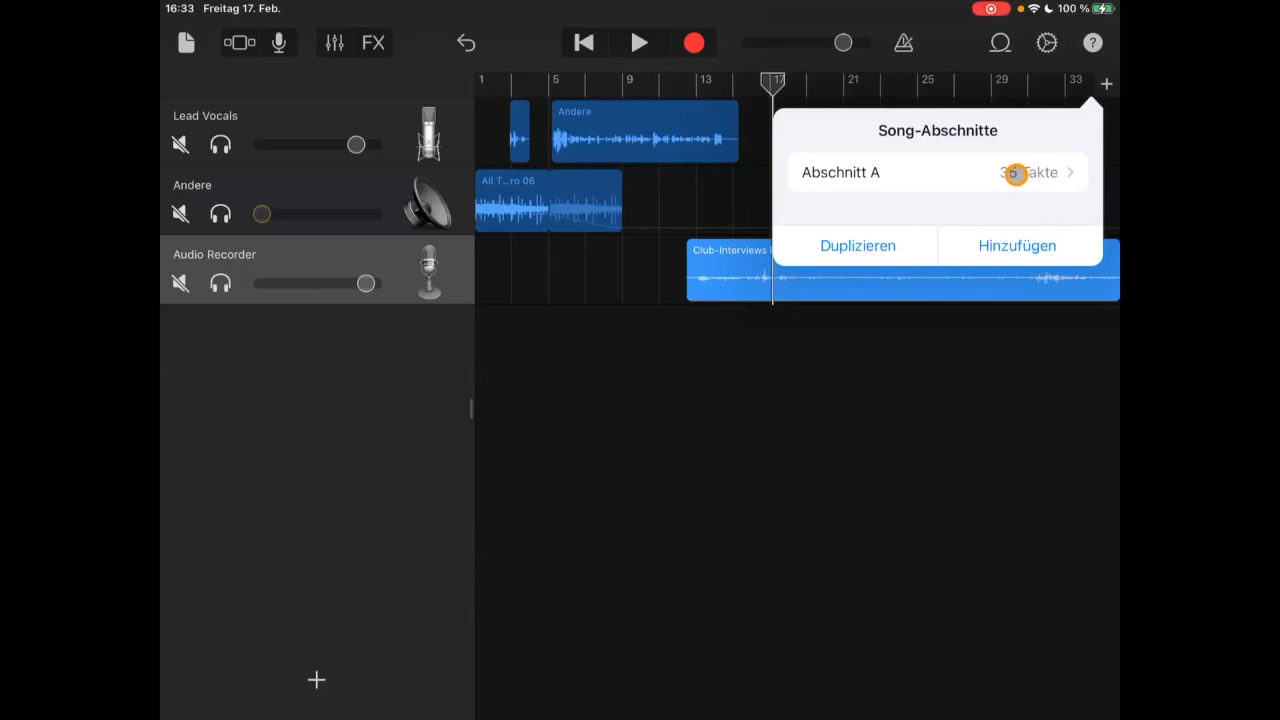 16:33 Freitag 17. Feb.
100 %
FX
?
1 5 9 13 17 21 25 29 33
Lead Vocals
Andere
Song-Abschnitte
Abschnitt A
Takte
Andere
All T...ro 06
Duplizieren
Hinzufügen
Audio Recorder
Club-Interviews